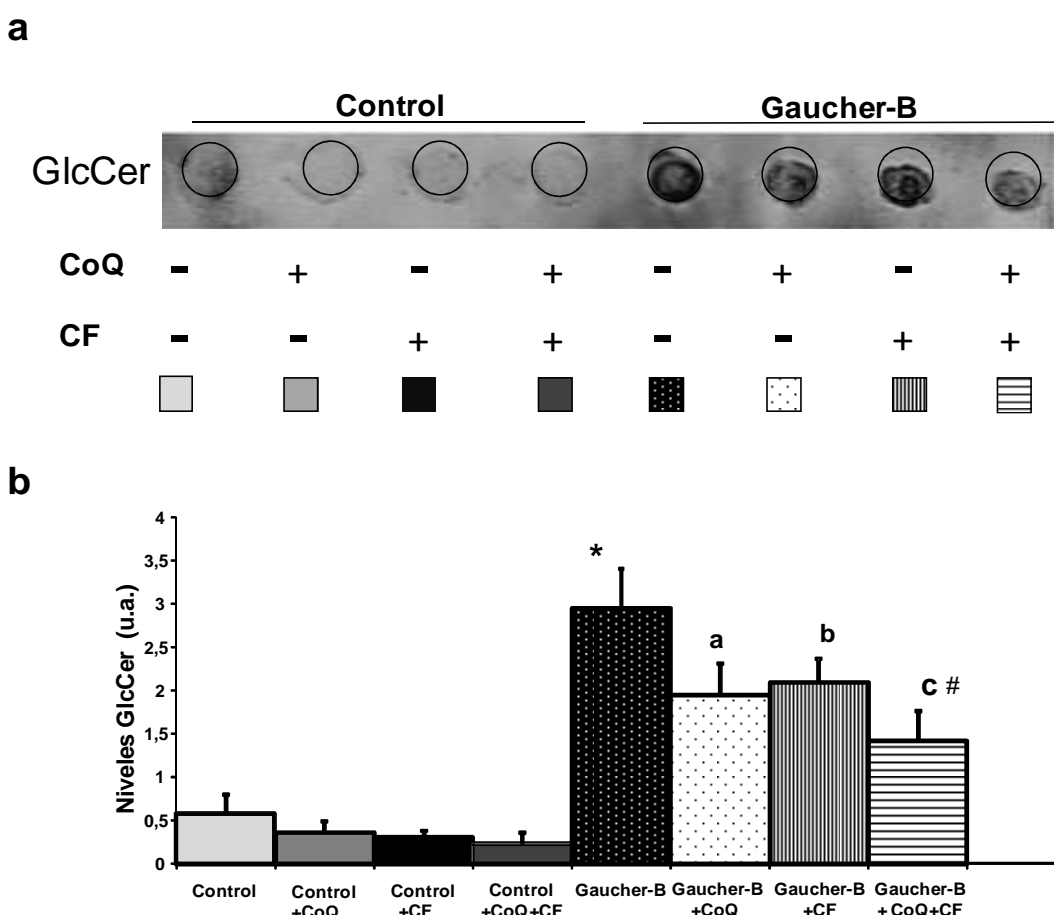 a
Control Gaucher-B
GlcCer
CoQ - + - + - + - +
CF - - + + - - + +
b
Niveles GlcCer (u.a.)
4
3,5
3
2,5
2
1,5
1
0,5
0
*
a
b
c #
Control Control Control Control Gaucher-B Gaucher-B Gaucher-B Gaucher-B
+CoQ +CF +CoQ+CF +CoQ +CF + CoQ+CF